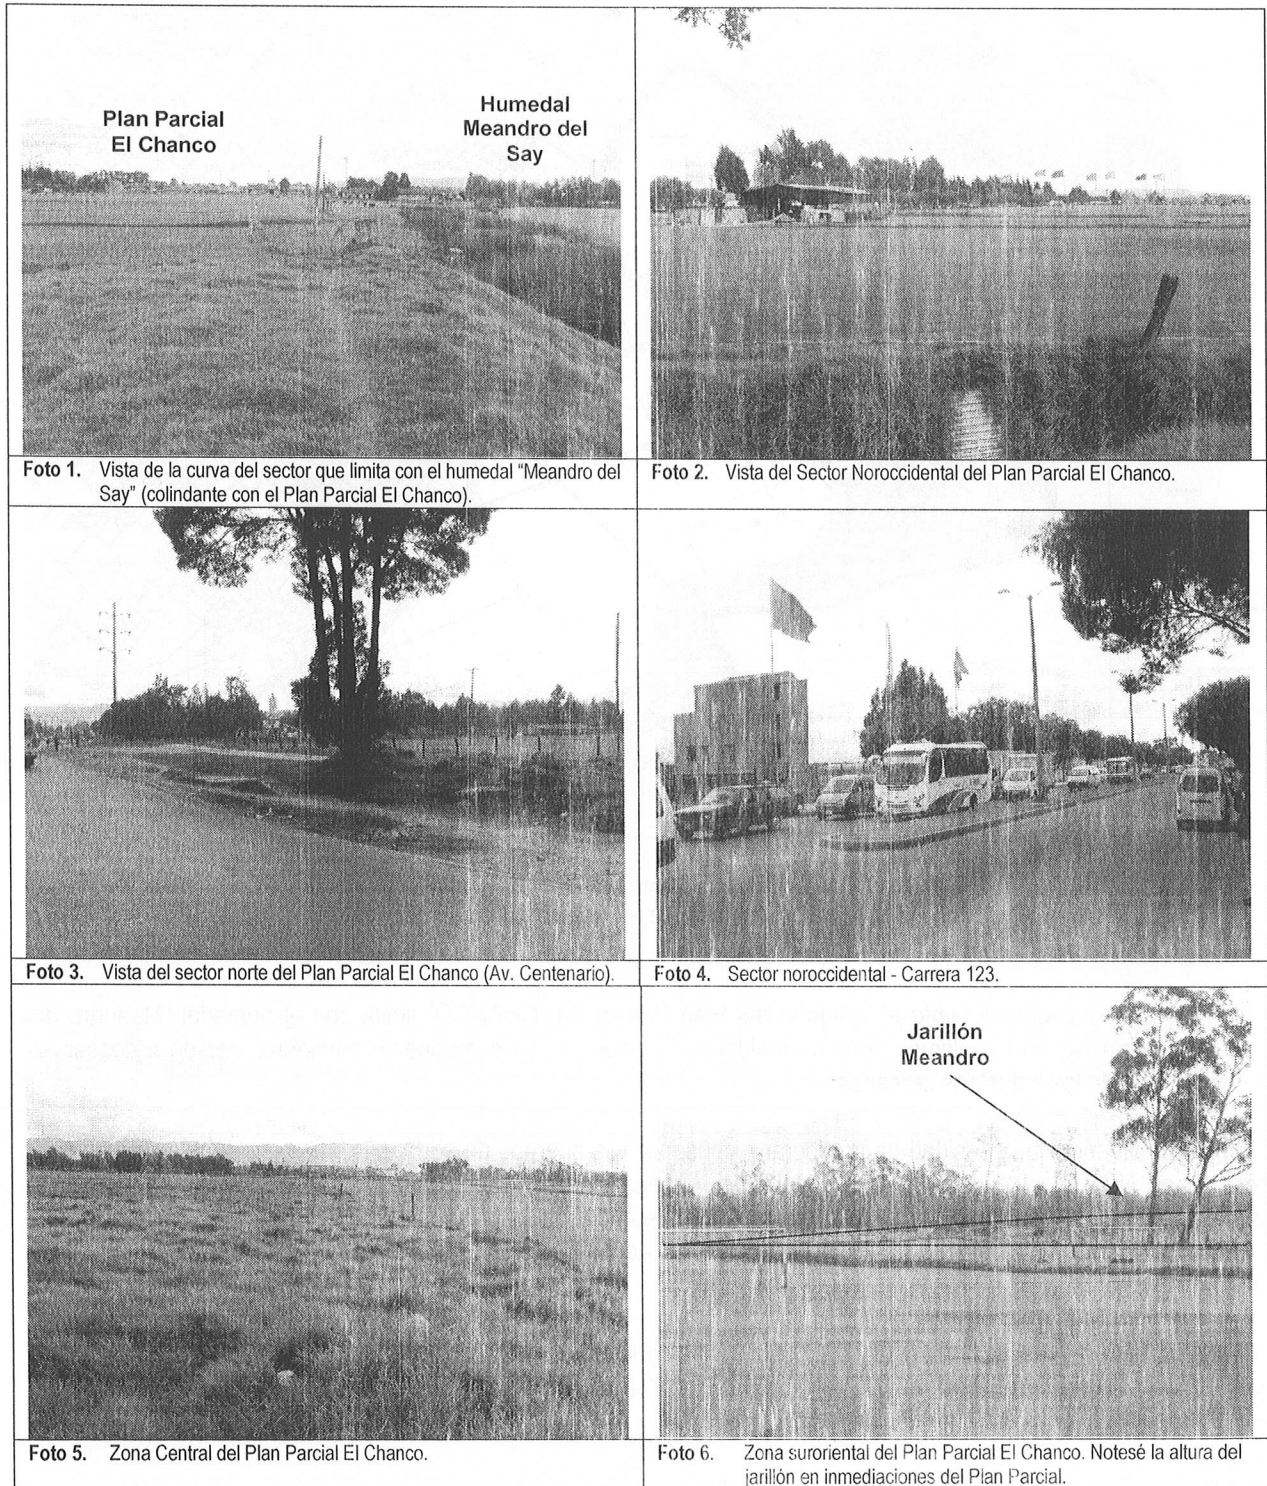 Plan Parcial
El Chanco
Humedal
Meandro del
Say
Foto 1. Vista de la curva del sector que limita con el humedal "Meandro del
Say" (colindante con el Plan Parcial El Chanco).
Foto 2. Vista del Sector Noroccidental del Plan Parcial El Chanco.
Foto 3. Vista del sector norte del Plan Parcial El Chanco (Av. Centenario).
Foto 4. Sector noroccidental - Carrera 123.
Jarillón
Meandro
Foto 5. Zona Central del Plan Parcial El Chanco.
Foto 6. Zona suroriental del Plan Parcial El Chanco. Notesé la altura del
jarillón en inmediaciones del Plan Parcial.